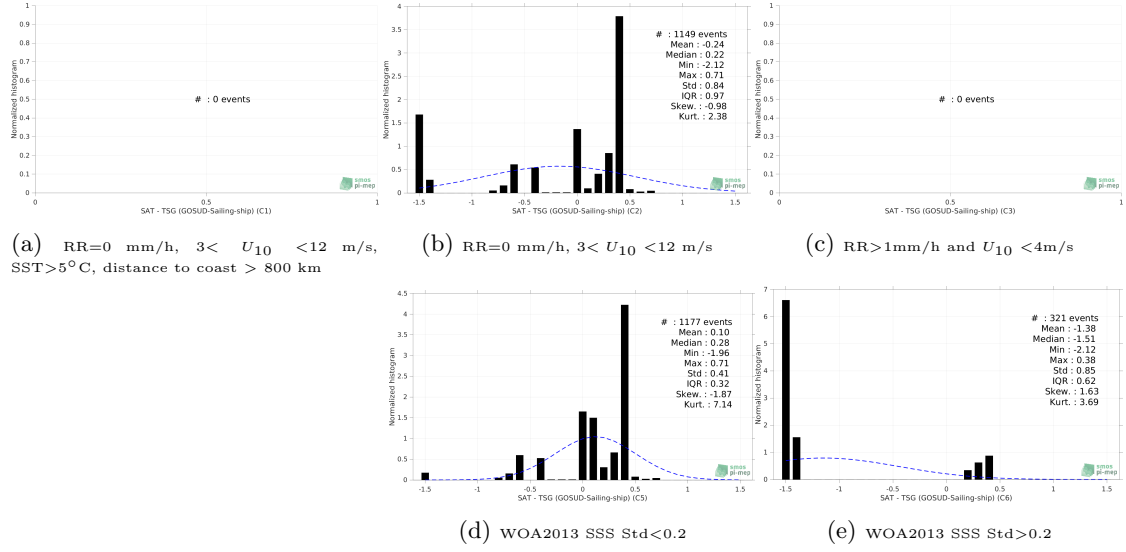 1
0.9
0.8
0.7
0.6
0.5
0.4
0.3
0.2
0.1
0
Normalized histogram
# : 0 events
smos
pi-mep
0 0.5 1
SAT - TSG (GOSUD-Sailing-ship) (C1)
(a) RR=0 mm/h, 3< U10 <12 m/s,
SST>5°C, distance to coast > 800 km
4
3.5
3
2.5
2
1.5
1
0.5
0
Normalized histogram
# : 1149 events
Mean : -0.24
Median : 0.22
Min : -2.12
Max : 0.71
Std : 0.84
IQR : 0.97
Skew. : -0.98
Kurt. : 2.38
smos
pi-mep
-1.5 -1 -0.5 0 0.5 1 1.5
SAT - TSG (GOSUD-Sailing-ship) (C2)
(b) RR=0 mm/h, 3< U10 <12 m/s
1
0.9
0.8
0.7
0.6
0.5
0.4
0.3
0.2
0.1
0
Normalized histogram
# : 0 events
smos
pi-mep
0 0.5 1
SAT - TSG (GOSUD-Sailing-ship) (C3)
(c) RR>1mm/h and U10 <4m/s
4.5
4
3.5
3
2.5
2
1.5
1
0.5
0
Normalized histogram
# : 1177 events
Mean : 0.10
Median : 0.28
Min : -1.96
Max : 0.71
Std : 0.41
IQR : 0.32
Skew. : -1.87
Kurt. : 7.14
smos
pi-mep
-1.5 -1 -0.5 0 0.5 1 1.5
SAT - TSG (GOSUD-Sailing-ship) (C5)
(d) WOA2013 SSS Std<0.2
7
6
5
4
3
2
1
0
Normalized histogram
# : 321 events
Mean : -1.38
Median : -1.51
Min : -2.12
Max : 0.38
Std : 0.85
IQR : 0.62
Skew. : 1.63
Kurt. : 3.69
smos
pi-mep
-1.5 -1 -0.5 0 0.5 1 1.5
SAT - TSG (GOSUD-Sailing-ship) (C6)
(e) WOA2013 SSS Std>0.2